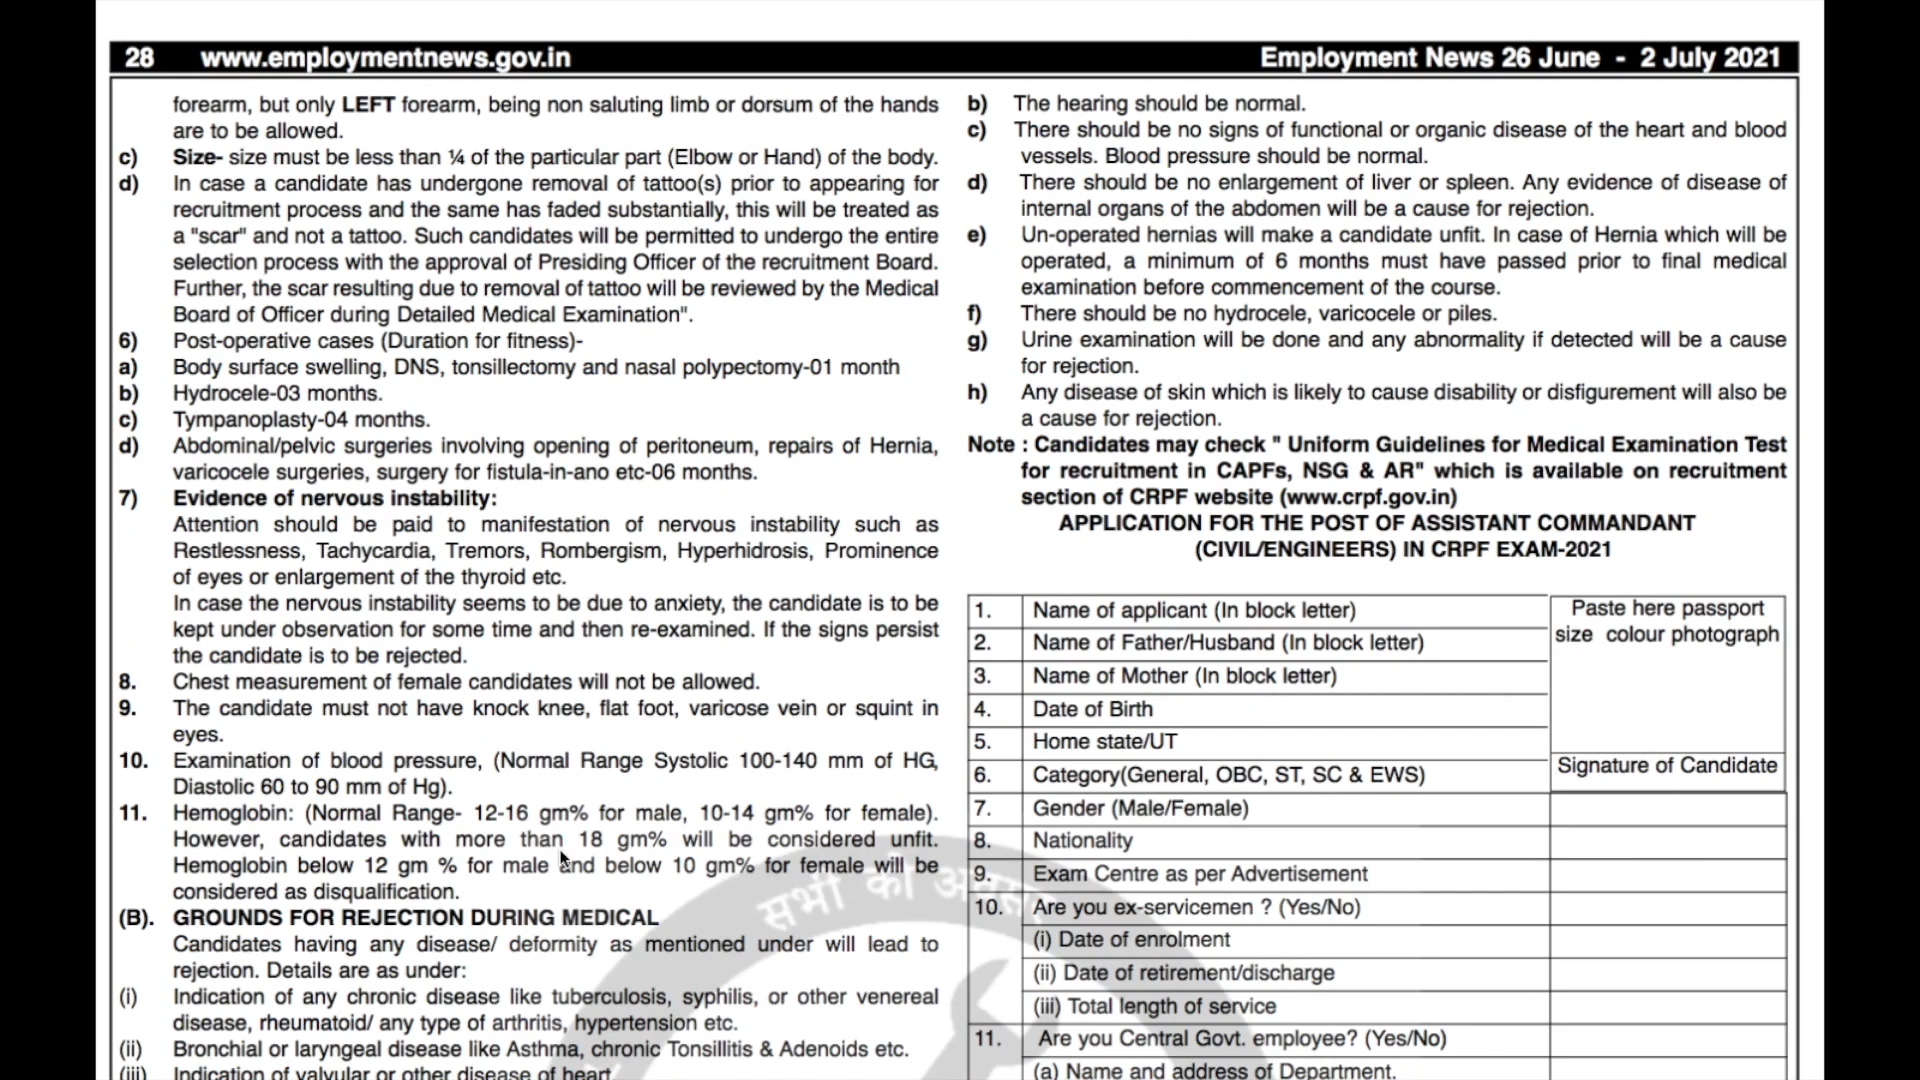 28 www.employmentnews.gov.in Employment News 26 June - 2 July 2021
forearm, but only LEFT forearm, being non saluting limb or dorsum of the hands
are to be allowed.
c) Size- size must be less than ¼ of the particular part (Elbow or Hand) of the body.
d) In case a candidate has undergone removal of tattoo(s) prior to appearing for
recruitment process and the same has faded substantially, this will be treated as
a "scar" and not a tattoo. Such candidates will be permitted to undergo the entire
selection process with the approval of Presiding Officer of the recruitment Board.
Further, the scar resulting due to removal of tattoo will be reviewed by the Medical
Board of Officer during Detailed Medical Examination".
6) Post-operative cases (Duration for fitness)-
a) Body surface swelling, DNS, tonsillectomy and nasal polypectomy-01 month
b) Hydrocele-03 months.
c) Tympanoplasty-04 months.
d) Abdominal/pelvic surgeries involving opening of peritoneum, repairs of Hernia,
varicocele surgeries, surgery for fistula-in-ano etc-06 months.
7) Evidence of nervous instability:
Attention should be paid to manifestation of nervous instability such as
Restlessness, Tachycardia, Tremors, Rombergism, Hyperhidrosis, Prominence
of eyes or enlargement of the thyroid etc.
In case the nervous instability seems to be due to anxiety, the candidate is to be
kept under observation for some time and then re-examined. If the signs persist
the candidate is to be rejected.
8. Chest measurement of female candidates will not be allowed.
9. The candidate must not have knock knee, flat foot, varicose vein or squint in
eyes.
10. Examination of blood pressure, (Normal Range Systolic 100-140 mm of HG,
Diastolic 60 to 90 mm of Hg).
11. Hemoglobin: (Normal Range- 12-16 gm% for male, 10-14 gm% for female).
However, candidates with more than 18 gm% will be considered unfit.
Hemoglobin below 12 gm % for male and below 10 gm% for female will be
considered as disqualification.
(B). GROUNDS FOR REJECTION DURING MEDICAL
Candidates having any disease/ deformity as mentioned under will lead to
rejection. Details are as under:
(i) Indication of any chronic disease like tuberculosis, syphilis, or other venereal
disease, rheumatoid/ any type of arthritis, hypertension etc.
(ii) Bronchial or laryngeal disease like Asthma, chronic Tonsillitis & Adenoids etc.
(iii) Indication of valvular or other disease of heart.
b) The hearing should be normal.
c) There should be no signs of functional or organic disease of the heart and blood
vessels. Blood pressure should be normal.
d) There should be no enlargement of liver or spleen. Any evidence of disease of
internal organs of the abdomen will be a cause for rejection.
e) Un-operated hernias will make a candidate unfit. In case of Hernia which will be
operated, a minimum of 6 months must have passed prior to final medical
examination before commencement of the course.
f) There should be no hydrocele, varicocele or piles.
g) Urine examination will be done and any abnormality if detected will be a cause
for rejection.
h) Any disease of skin which is likely to cause disability or disfigurement will also be
a cause for rejection.
Note : Candidates may check " Uniform Guidelines for Medical Examination Test
for recruitment in CAPFs, NSG & AR" which is available on recruitment
section of CRPF website (www.crpf.gov.in)
APPLICATION FOR THE POST OF ASSISTANT COMMANDANT
(CIVIL/ENGINEERS) IN CRPF EXAM-2021
1. Name of applicant (In block letter)
2. Name of Father/Husband (In block letter)
3. Name of Mother (In block letter)
4. Date of Birth
5. Home state/UT
6. Category(General, OBC, ST, SC & EWS)
7. Gender (Male/Female)
8. Nationality
9. Exam Centre as per Advertisement
10. Are you ex-servicemen ? (Yes/No)
(i) Date of enrolment
(ii) Date of retirement/discharge
(iii) Total length of service
11. Are you Central Govt. employee? (Yes/No)
(a) Name and address of Department.
Paste here passport
size colour photograph
Signature of Candidate
सभी को अवसर